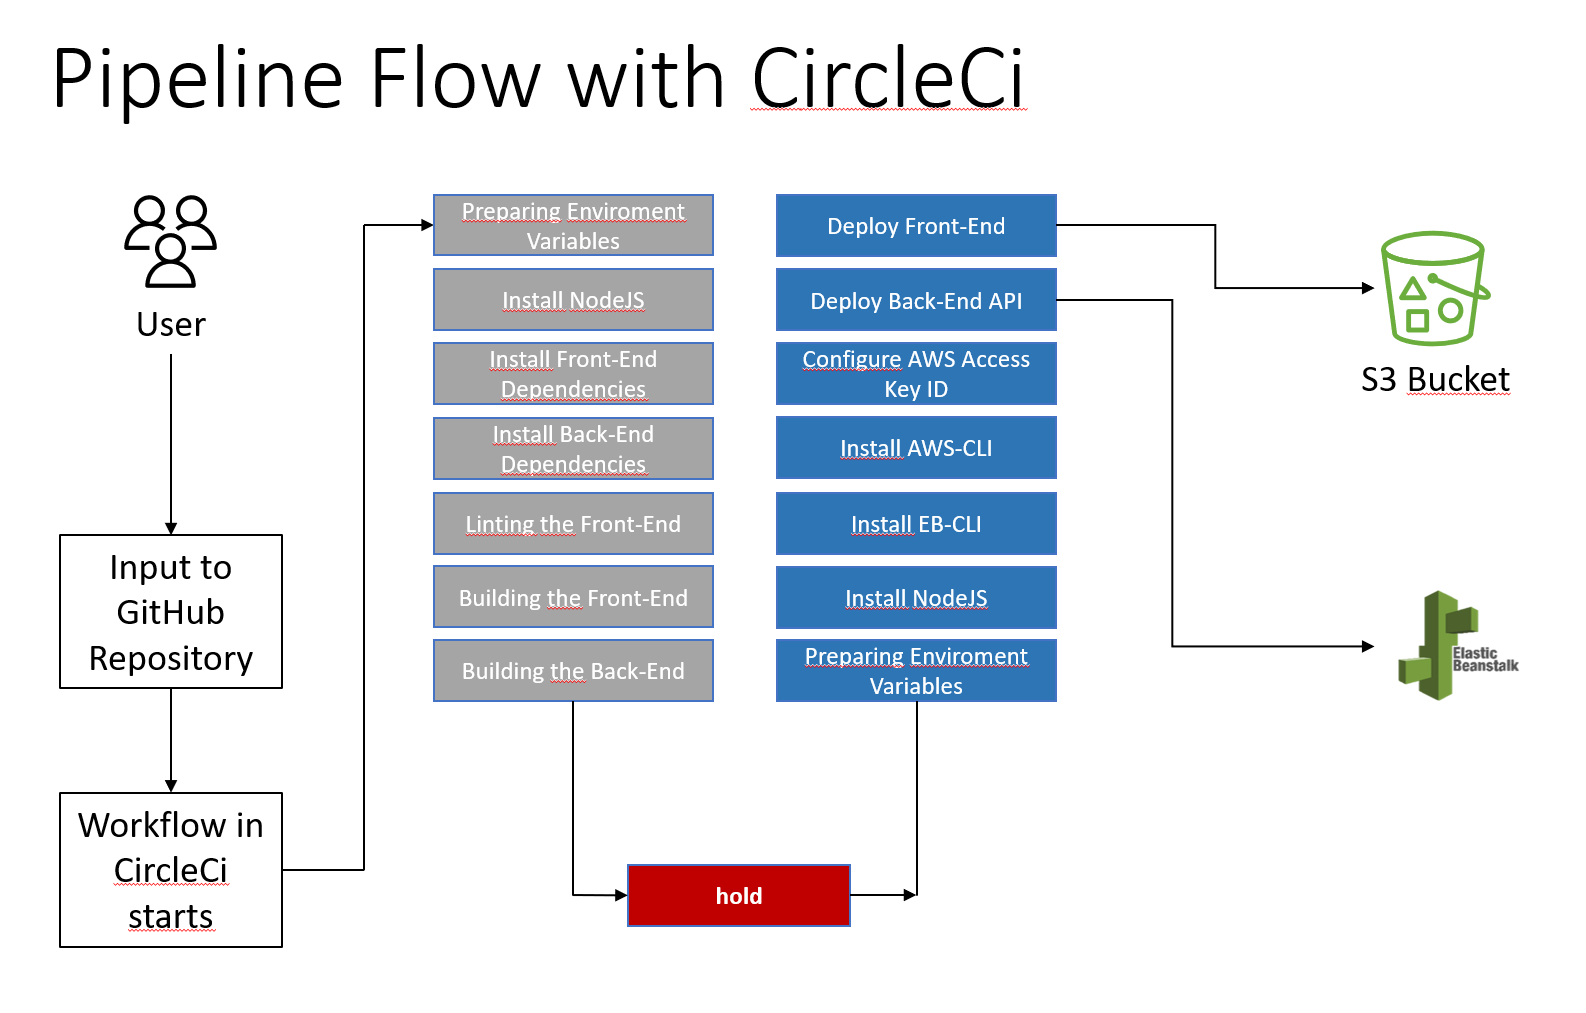 Pipeline Flow with CircleCi
User
Input to
GitHub
Repository
Workflow in
CircleCi
starts
Preparing Enviroment
Variables
Install NodeJS
Install Front-End
Dependencies
Install Back-End
Dependencies
Linting the Front-End
Building the Front-End
Building the Back-End
hold
Deploy Front-End
Deploy Back-End API
Configure AWS Access
Key ID
Install AWS-CLI
Install EB-CLI
Install NodeJS
Preparing Enviroment
Variables
S3 Bucket
Elastic
Beanstalk